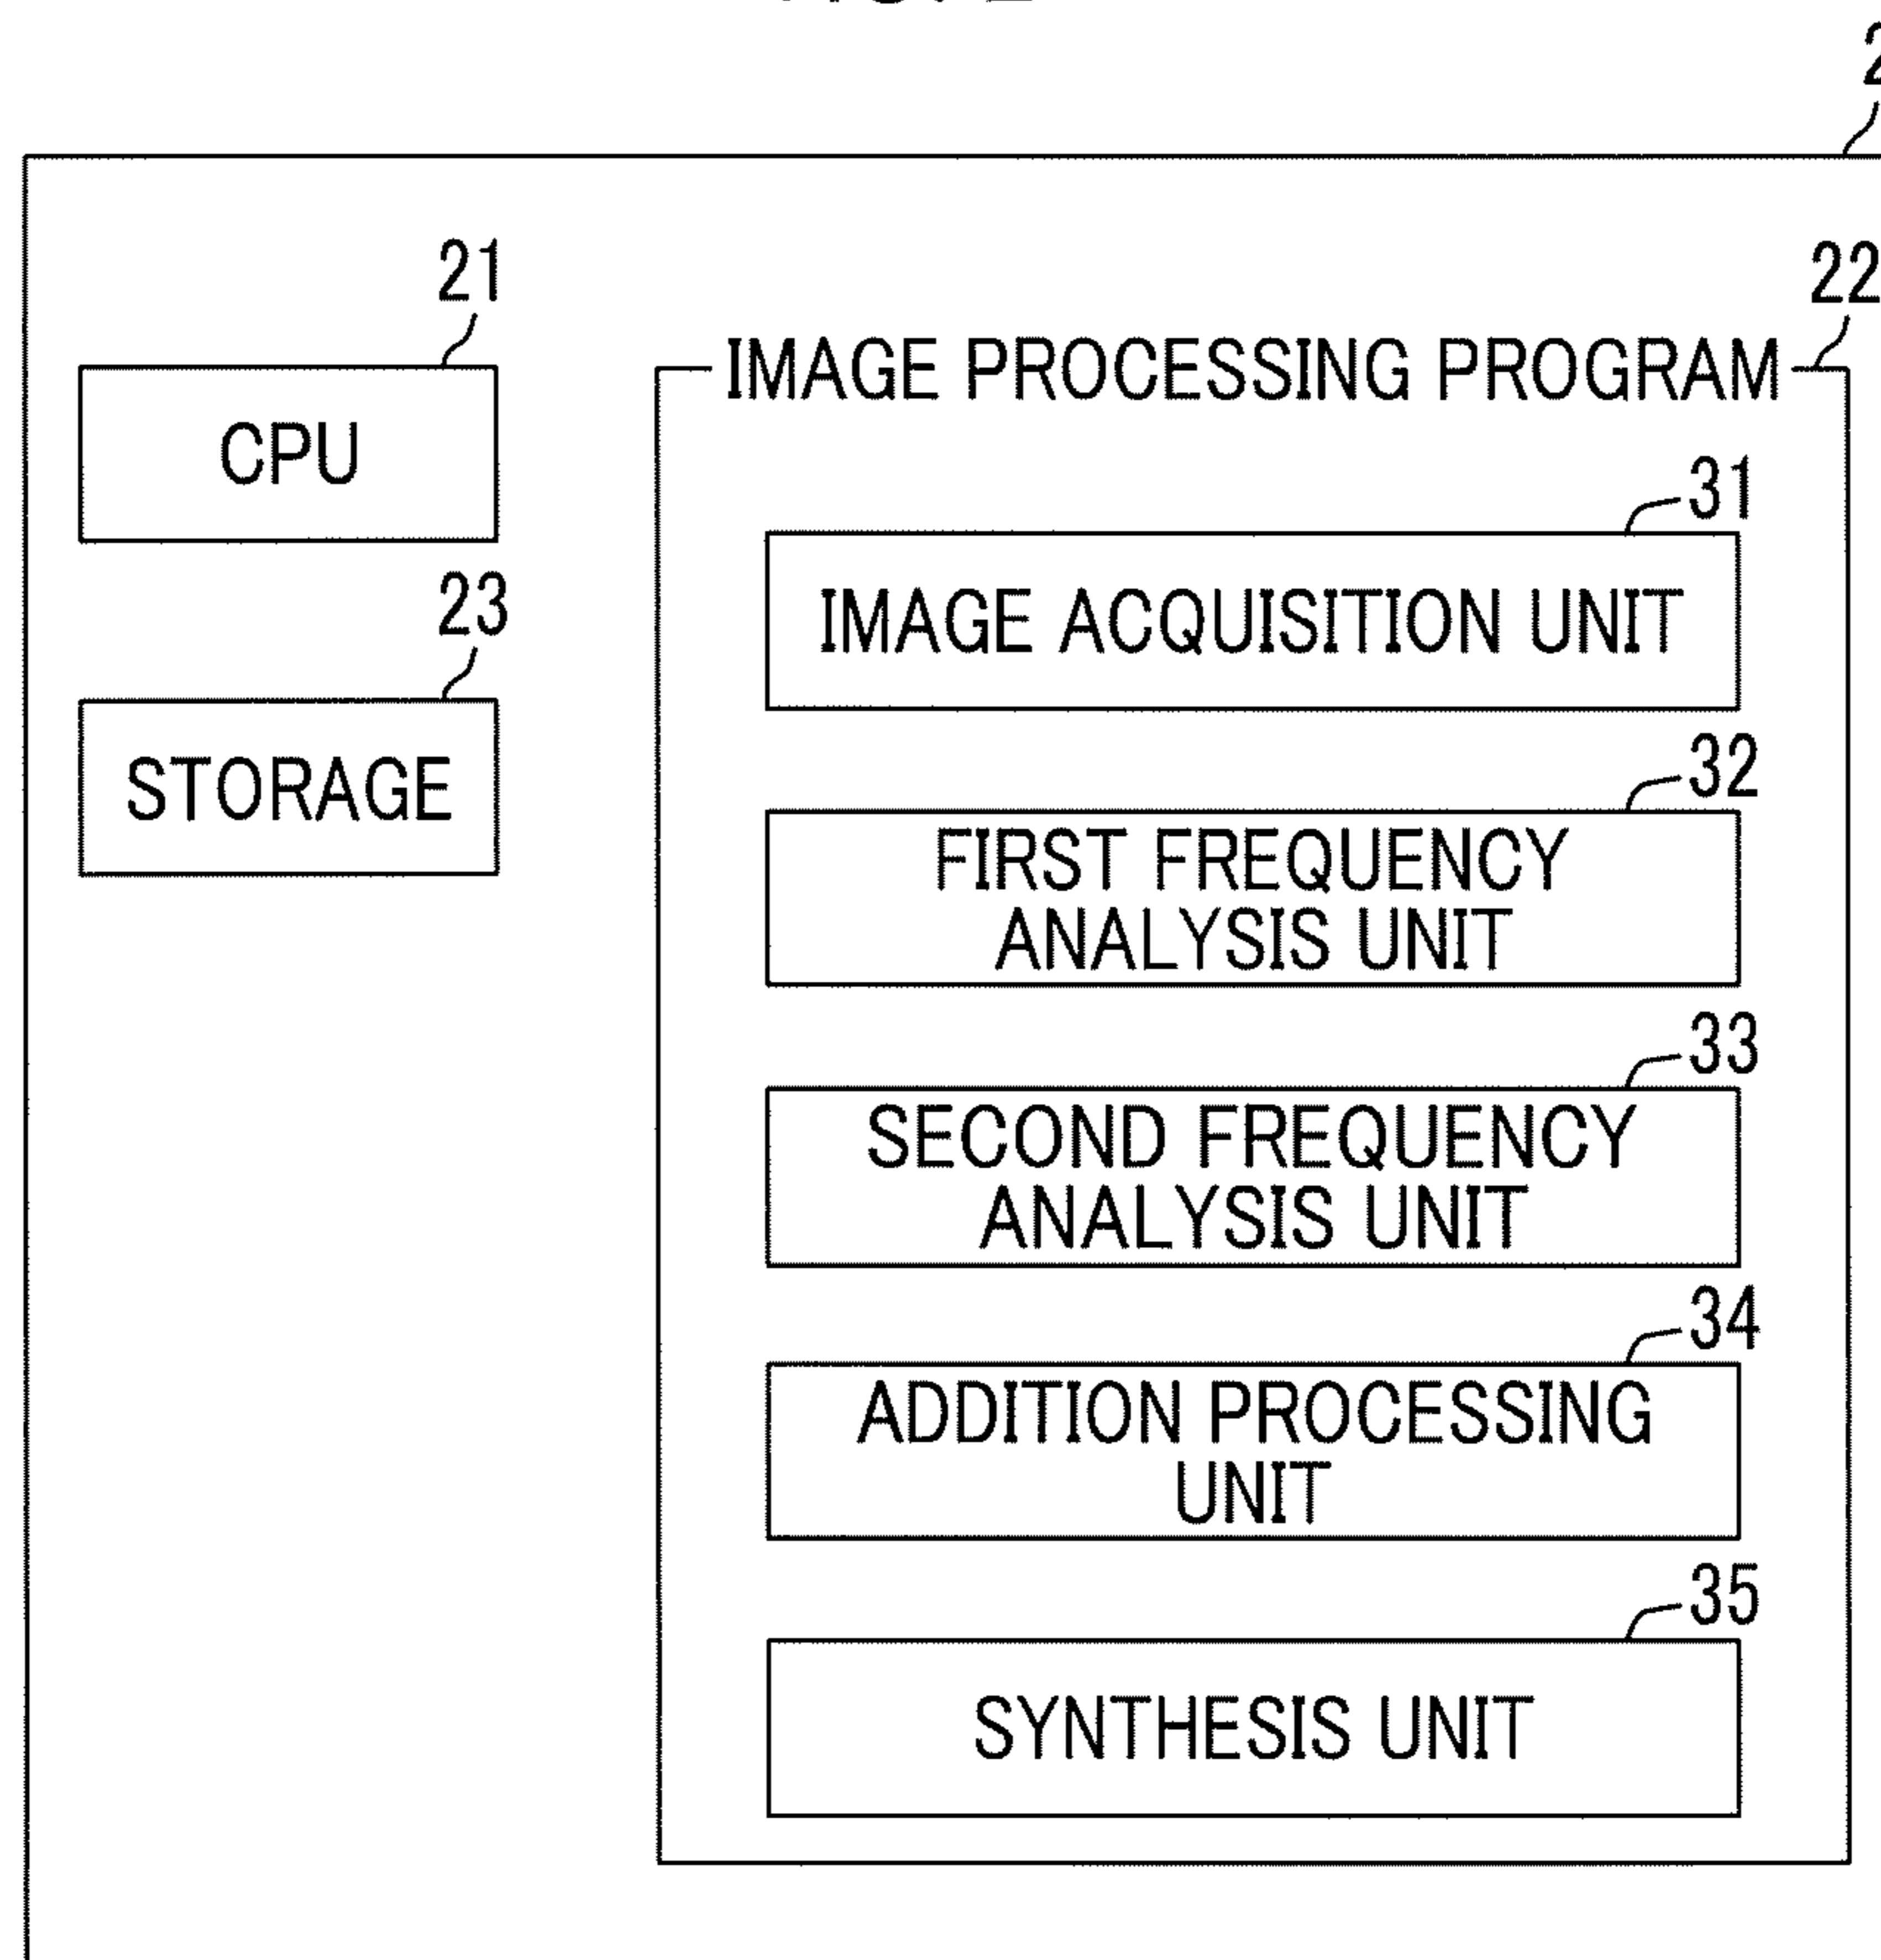 2
21
22
CPU
IMAGE PROCESSING PROGRAM
31
IMAGE ACQUISITION UNIT
23
STORAGE
32
FIRST FREQUENCY
ANALYSIS UNIT
33
SECOND FREQUENCY
ANALYSIS UNIT
34
ADDITION PROCESSING
UNIT
35
SYNTHESIS UNIT